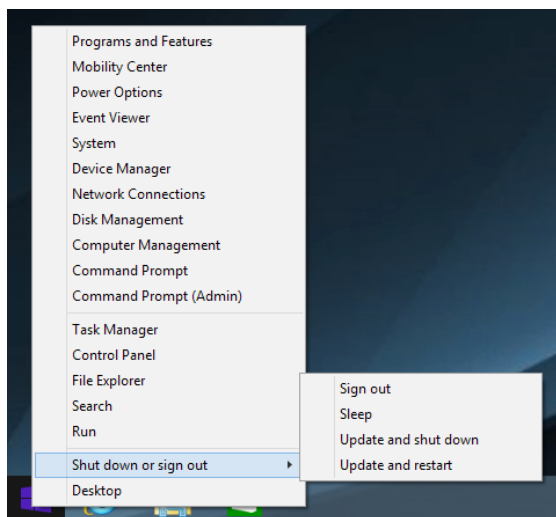 Programs and Features
Mobility Center
Power Options
Event Viewer
System
Device Manager
Network Connections
Disk Management
Computer Management
Command Prompt
Command Prompt (Admin)
Task Manager
Control Panel
File Explorer
Search
Run
Shut down or sign out
Desktop
Sign out
Sleep
Update and shut down
Update and restart